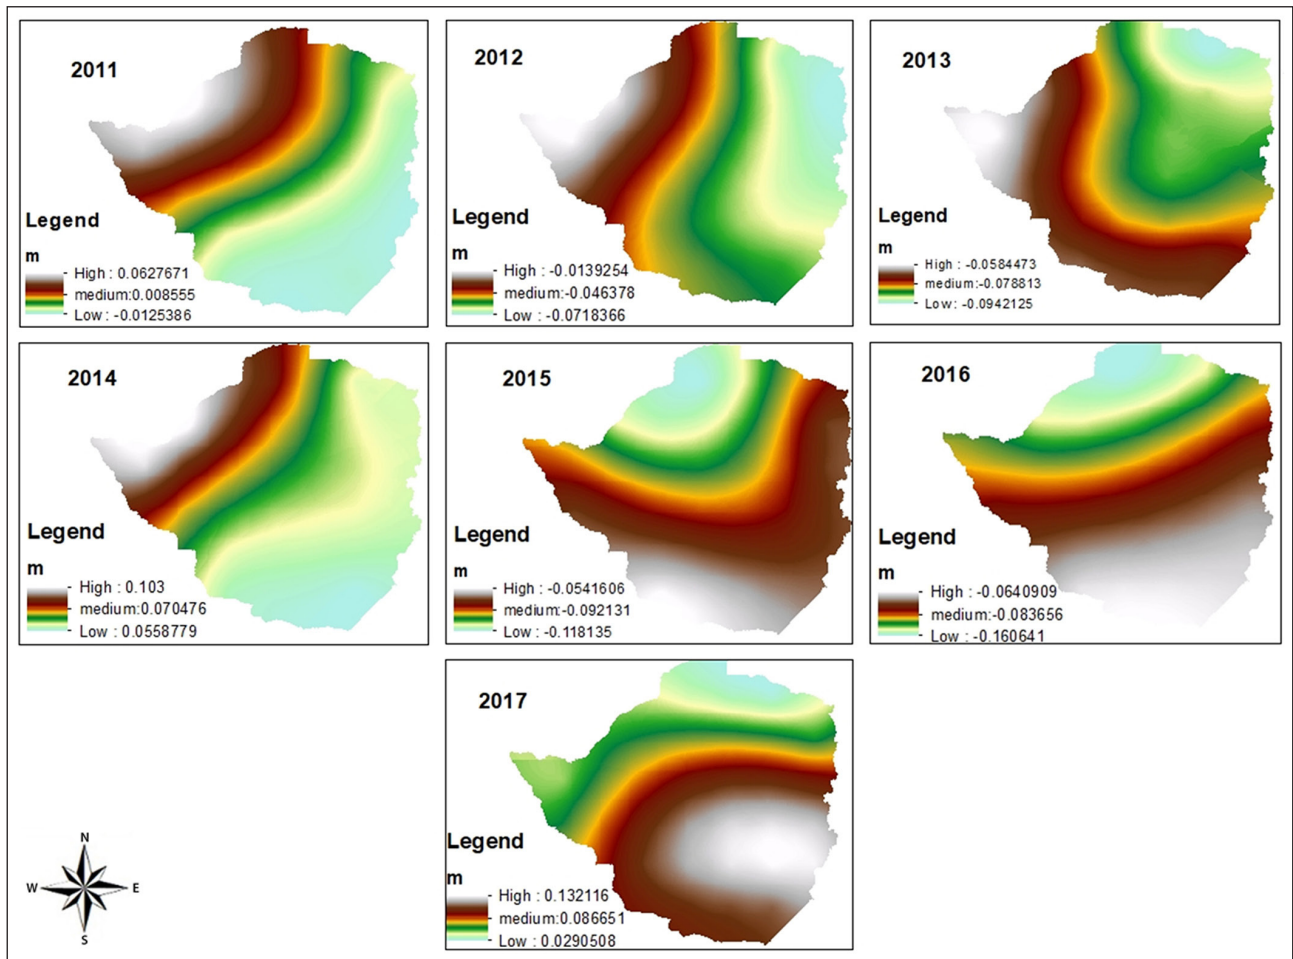 2011
Legend
m
High : 0.0627671
medium:0.008555
Low : -0.0125386
2012
Legend
m
High : -0.0139254
medium:-0.046378
Low : -0.0718366
2013
Legend
m
High : -0.0584473
medium:-0.078813
Low : -0.0942125
2014
Legend
m
High : 0.103
medium:0.070476
Low : 0.0558779
2015
Legend
m
High : -0.0541606
medium:-0.092131
Low : -0.118135
2016
Legend
m
High : -0.0640909
medium:-0.083656
Low : -0.160641
2017
Legend
m
High : 0.132116
medium:0.086651
Low : 0.0290508
N
W E
S